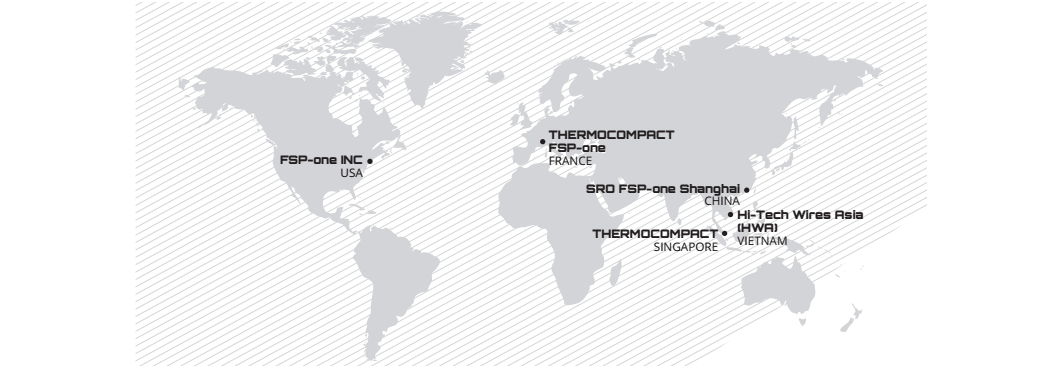 THERMOCOMPACT
FSP-one
FRANCE
FSP-one INC
USA
SRO FSP-one Shanghai
CHINA
Hi-Tech Wires Asia
(HWA)
VIETNAM
THERMOCOMPACT
SINGAPORE